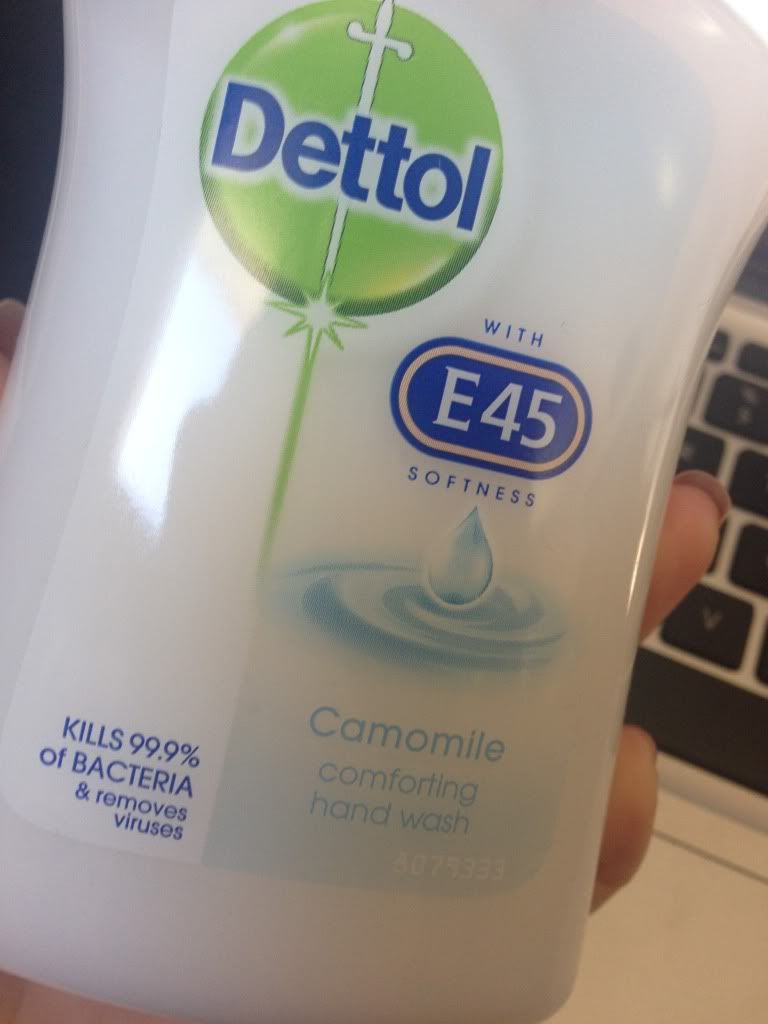 Dettol
WITH
E45
SOFTNESS
KILLS 99.9%
of BACTERIA
& removes
viruses
Camomile
comforting
hand wash
V